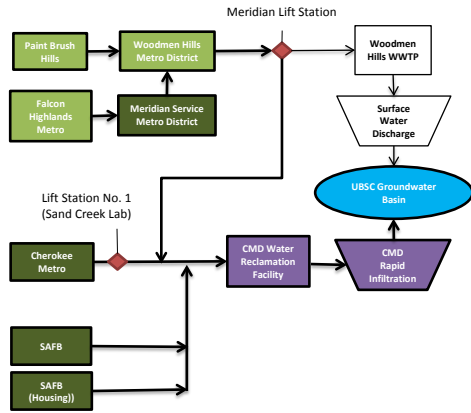 Meridian Lift Station
Paint Brush
Hills
Woodmen Hills
Metro District
Woodmen
Hills WWTP
Falcon
Highlands
Metro
Meridian Service
Metro District
Surface
Water
Discharge
UBSC Groundwater
Basin
Lift Station No. 1
(Sand Creek Lab)
Cherokee
Metro
CMD Water
Reclamation
Facility
CMD
Rapid
Infiltration
SAFB
SAFB
(Housing))